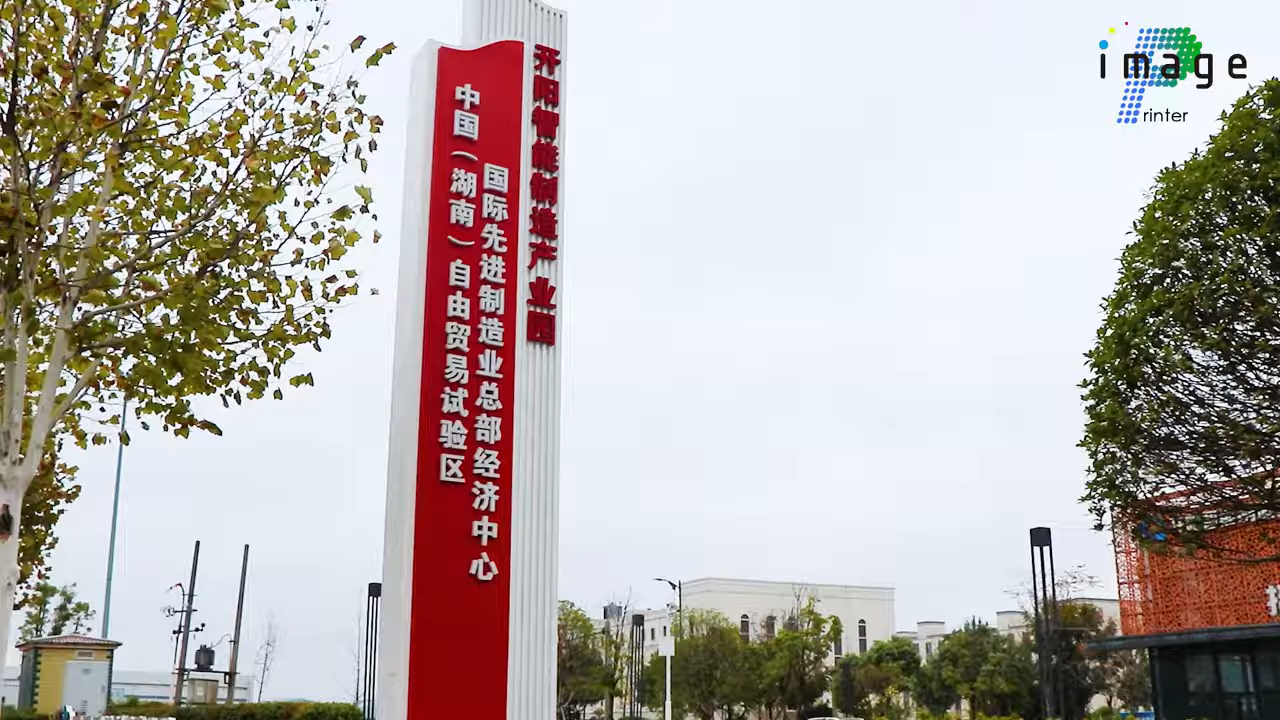 开阳智能制造产业园
国际先进制造业总部经济中心
中国（湖南）自由贸易试验区
image
Printer